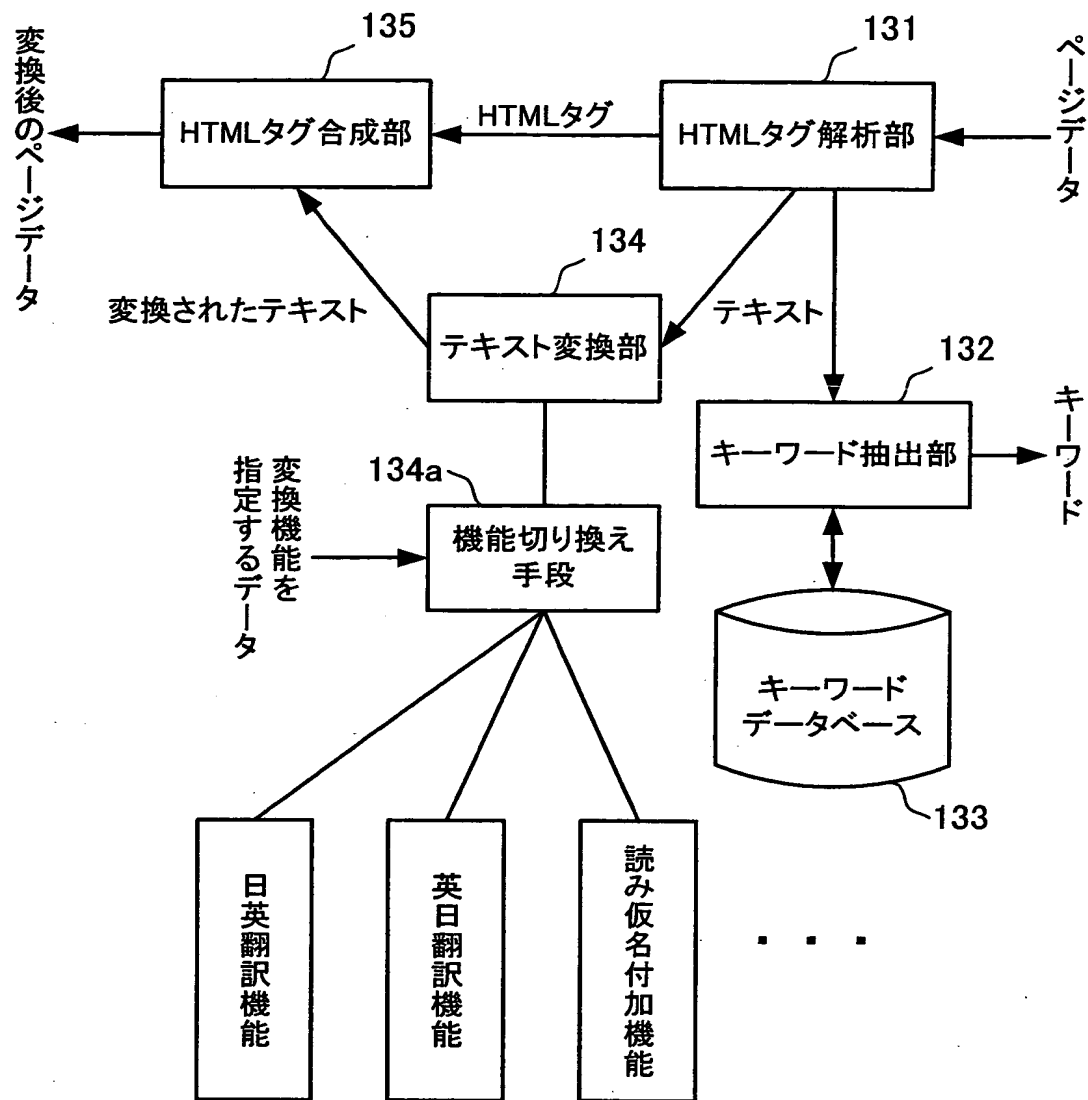 135
131
変換後のページデータ
HTMLタグ合成部
HTMLタグ
HTMLタグ解析部
ページデータ
134
変換されたテキスト
テキスト変換部
テキスト
132
キーワード抽出部
キーワード
134a
変換機能を
指定するデータ
機能切り換え
手段
キーワード
データベース
133
日英翻訳機能
英日翻訳機能
読み仮名付加機能
・・・